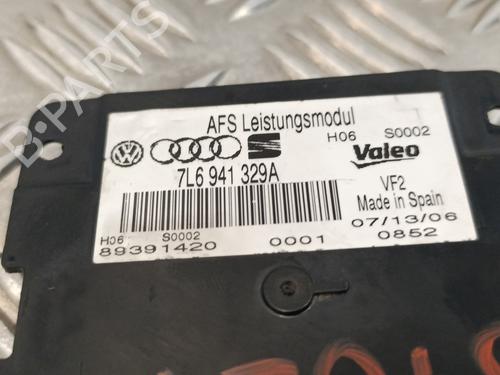 AFS Leistungsmodul
H06 S0002
Valeo
7L6 941 329A
VF2
Made in Spain
07/13/06
H06 S0002
89391420 0001 0852
B-PARTS